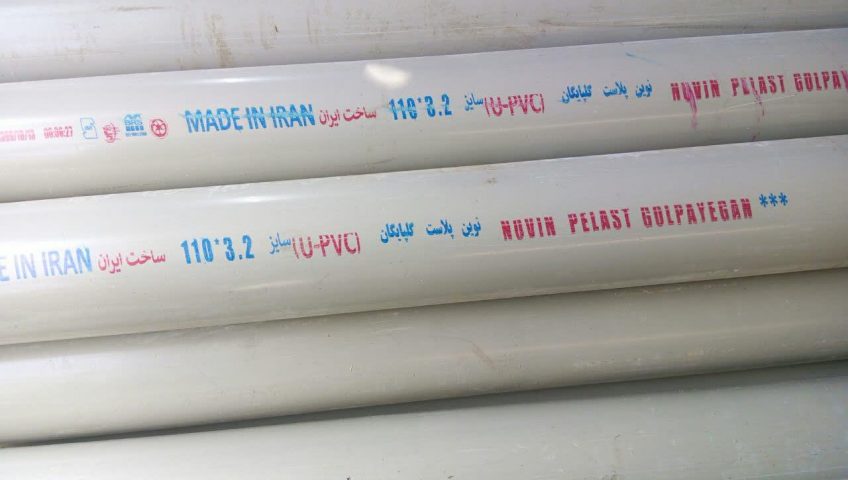 MADE IN IRAN ساخت ایران 110*3.2 سایز (U-PVC) نوین پلاست گلپایگان NOVIN PELAST GOLPAY
E IN IRAN ساخت ایران 110*3.2 سایز (U-PVC) نوین پلاست گلپایگان NOVIN PELAST GOLPAYEGAN ***